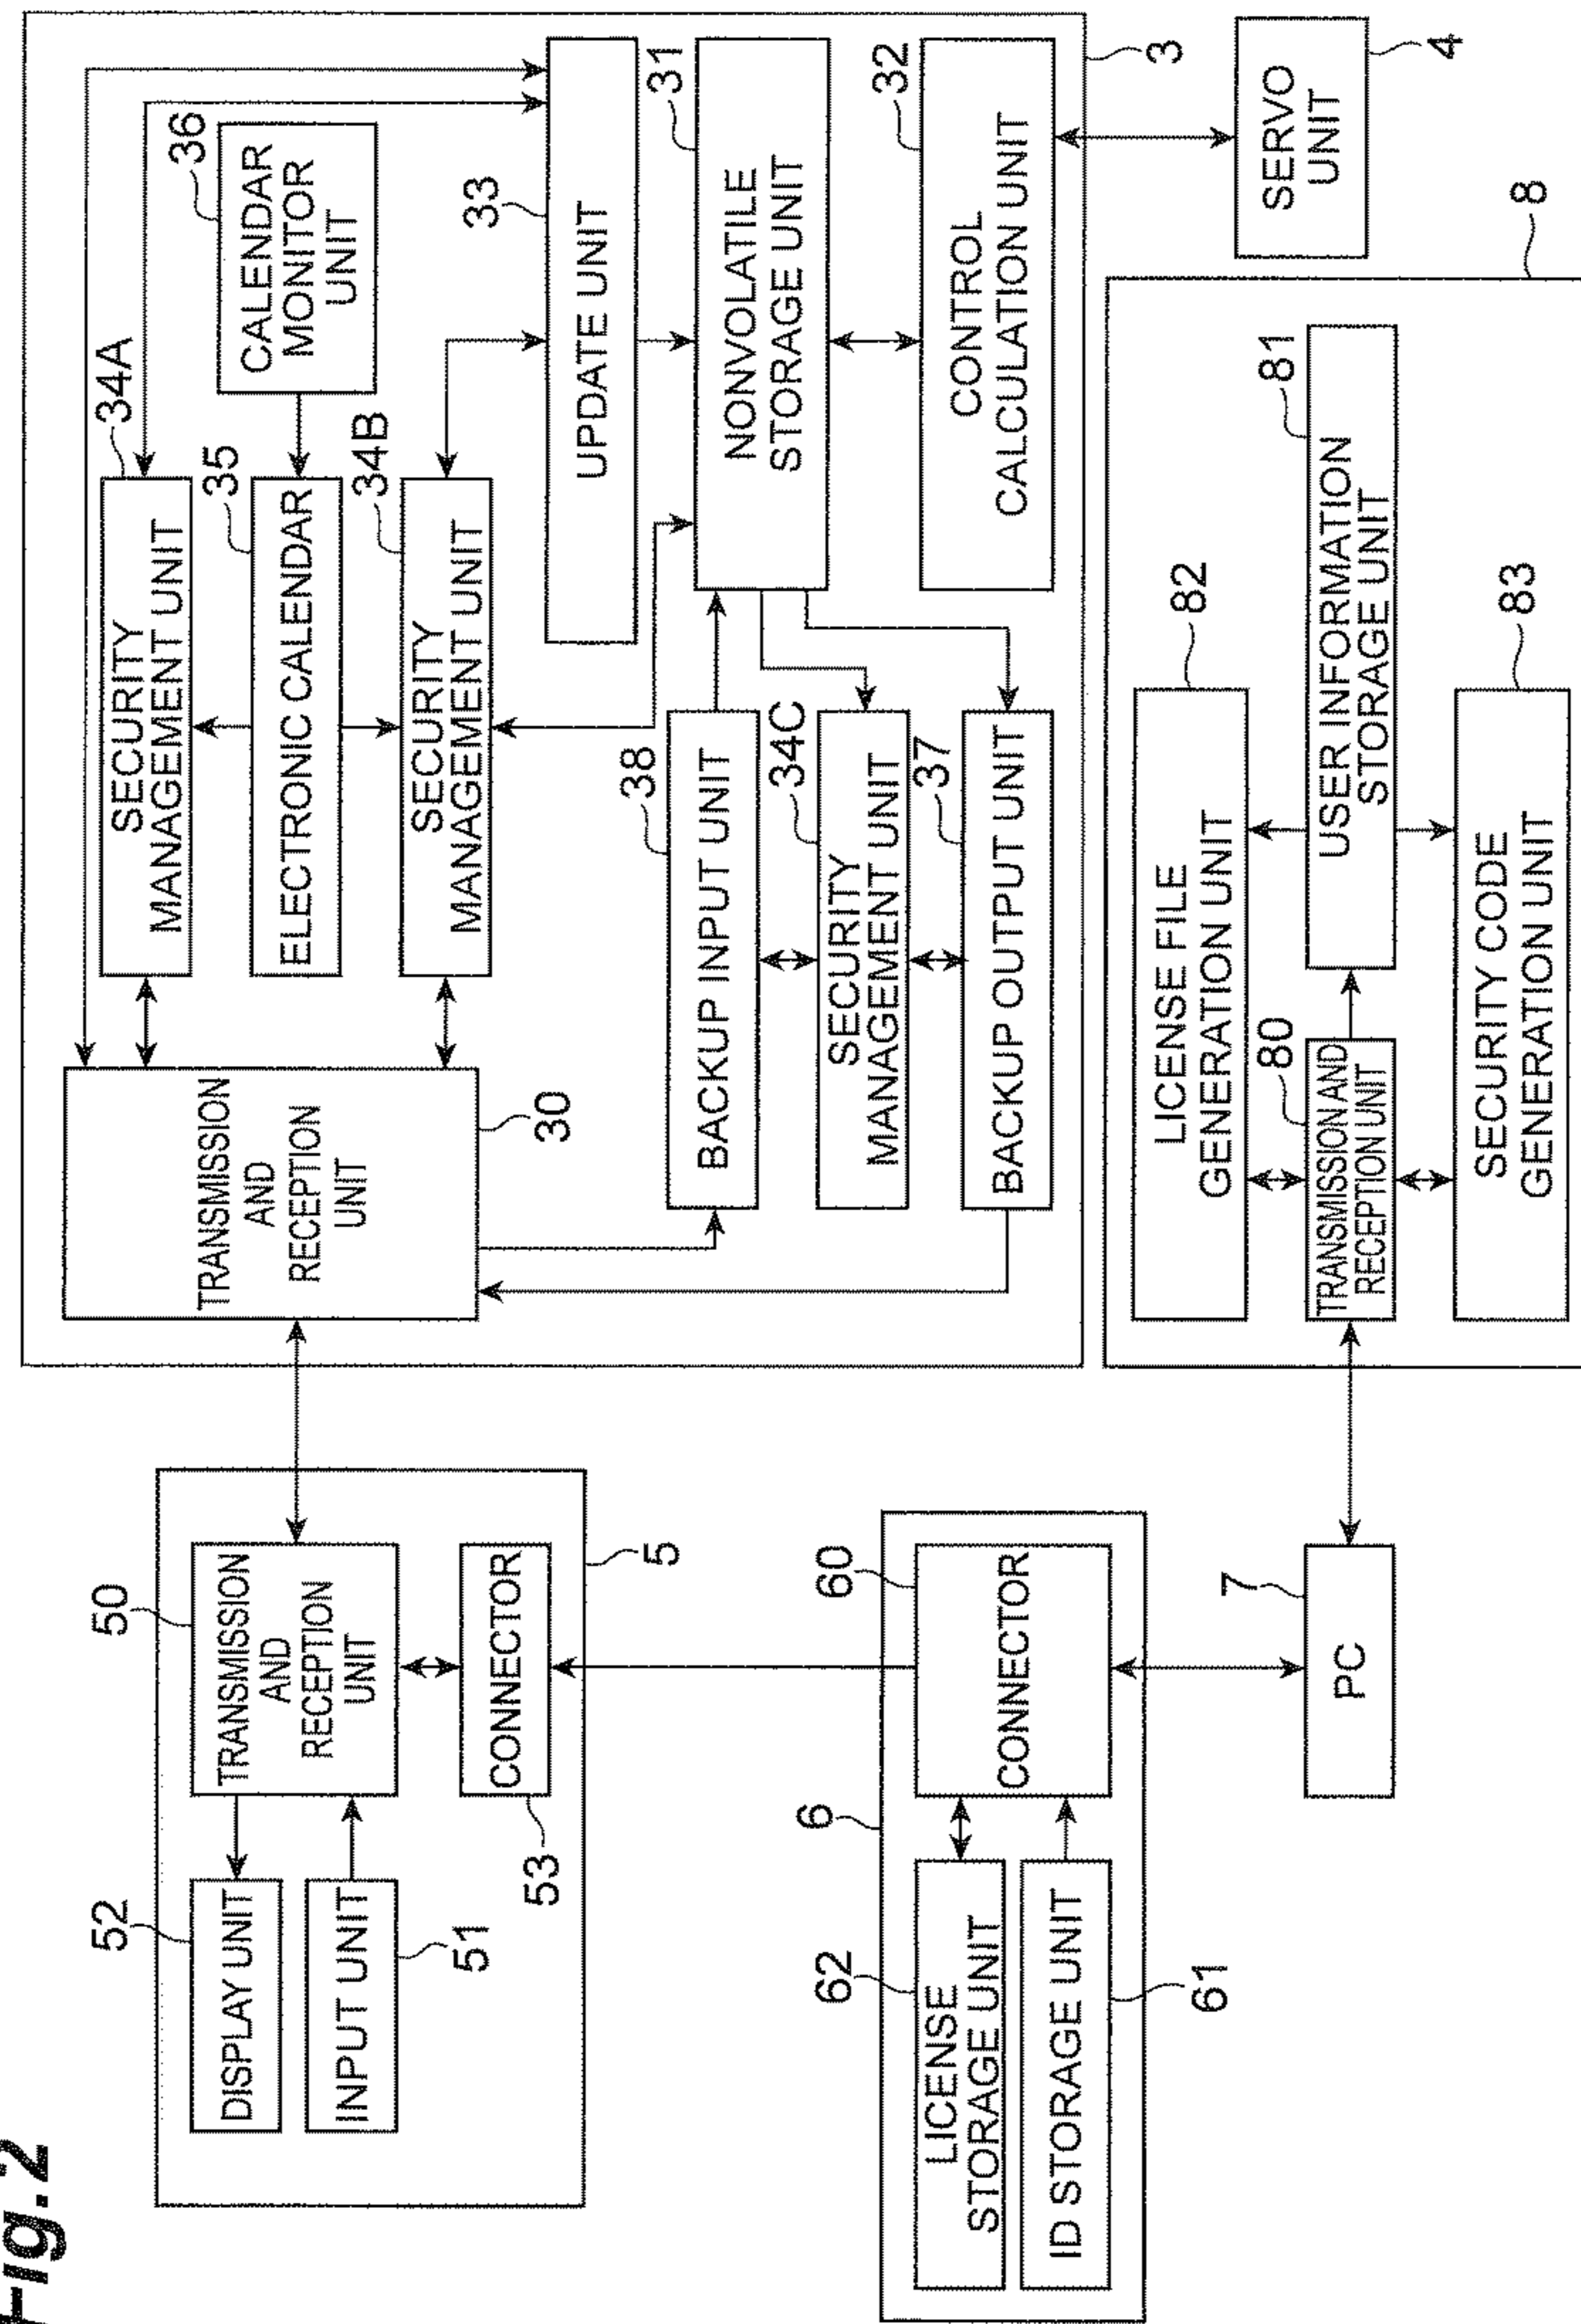 Fig.2
52
DISPLAY UNIT
INPUT UNIT
51
50
TRANSMISSION
AND
RECEPTION
UNIT
CONNECTOR
53
5
TRANSMISSION
AND
RECEPTION
UNIT
30
34A
SECURITY
MANAGEMENT UNIT
35
ELECTRONIC CALENDAR
34B
SECURITY
MANAGEMENT UNIT
36
CALENDAR
MONITOR
UNIT
33
UPDATE UNIT
31
NONVOLATILE
STORAGE UNIT
32
CONTROL
CALCULATION UNIT
38
BACKUP INPUT UNIT
34C
SECURITY
MANAGEMENT UNIT
37
BACKUP OUTPUT UNIT
3
SERVO
UNIT
4
6
62
LICENSE
STORAGE UNIT
ID STORAGE UNIT
61
60
CONNECTOR
7
PC
82
LICENSE FILE
GENERATION UNIT
80
TRANSMISSION AND
RECEPTION UNIT
81
USER INFORMATION
STORAGE UNIT
83
SECURITY CODE
GENERATION UNIT
8